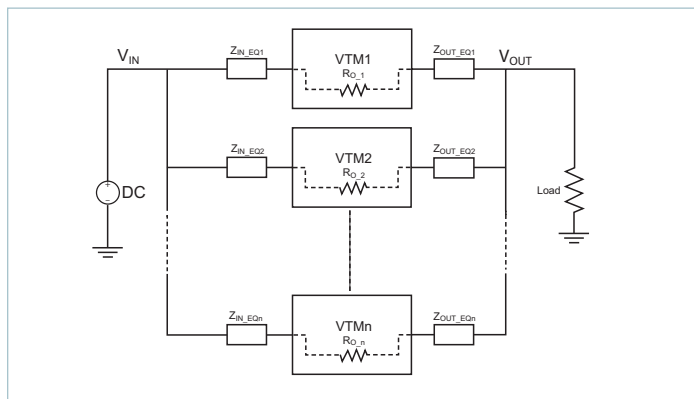 V_IN
Z_IN_EQ1
VTM1
R_O_1
Z_OUT_EQ1
V_OUT
Z_IN_EQ2
VTM2
R_O_2
Z_OUT_EQ2
+
DC
−
Load
Z_IN_EQn
VTMn
R_O_n
Z_OUT_EQn